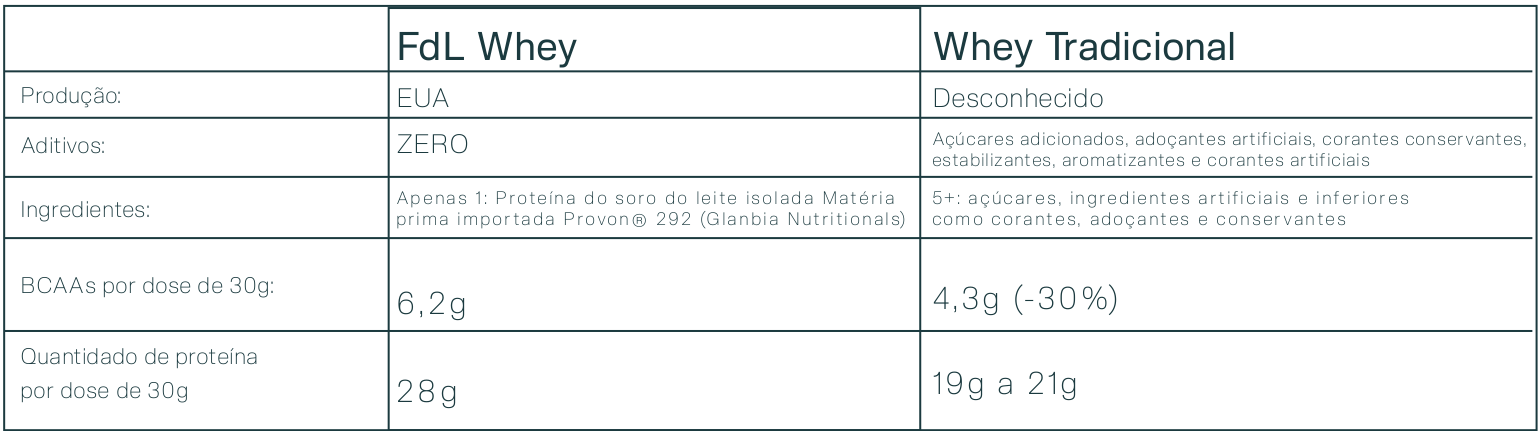 FdL Whey
Whey Tradicional
Produção:
EUA
Desconhecido
Aditivos:
ZERO
Açúcares adicionados, adoçantes artificiais, corantes conservantes,
estabilizantes, aromatizantes e corantes artificiais
Ingredientes:
Apenas 1: Proteína do soro do leite isolada Matéria
prima importada Provon® 292 (Glanbia Nutritionals)
5+: açúcares, ingredientes artificiais e inferiores
como corantes, adoçantes e conservantes
BCAAs por dose de 30g:
6,2g
4,3g (-30%)
Quantidado de proteína
por dose de 30g
28g
19g a 21g